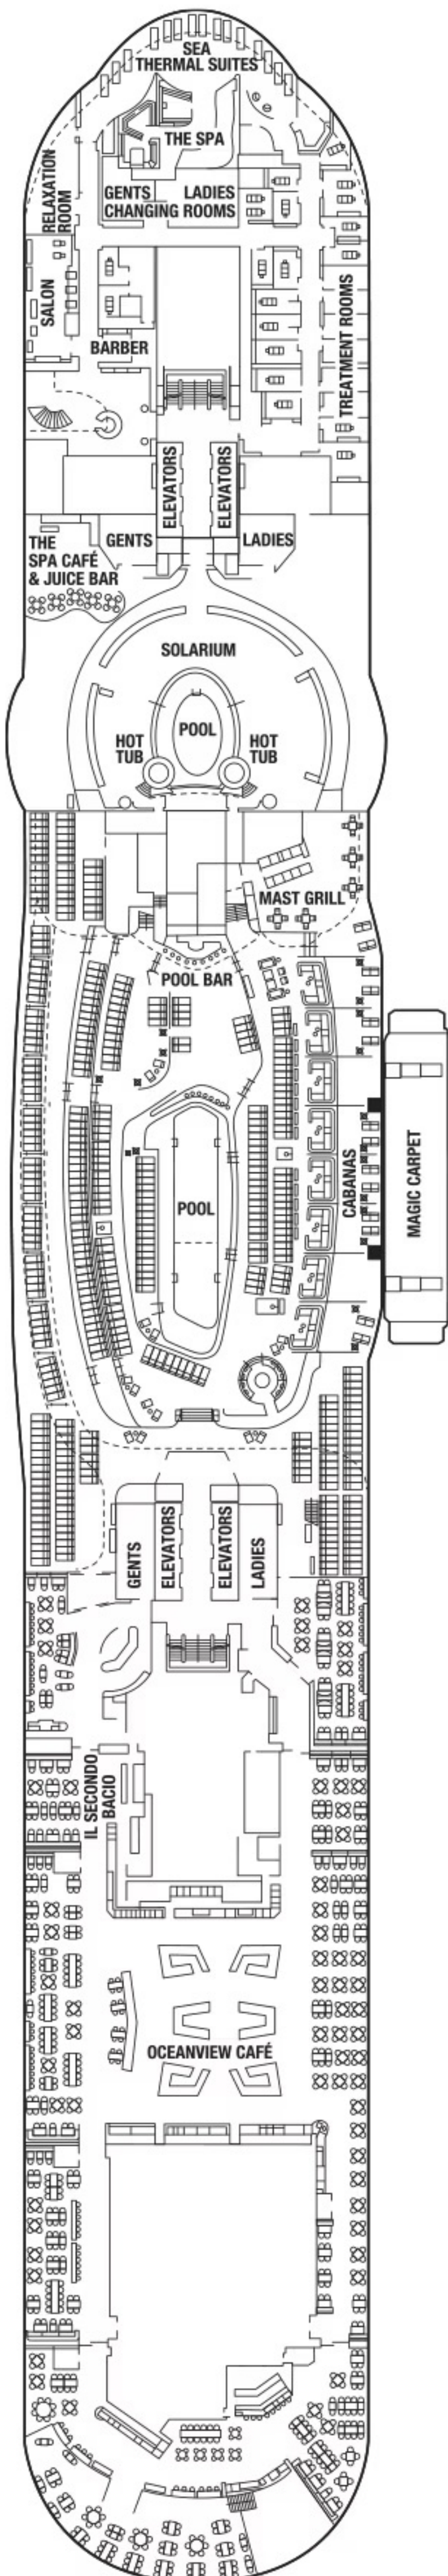 SEA
THERMAL SUITES
THE SPA
RELAXATION
ROOM
GENTS LADIES
CHANGING ROOMS
SALON
BARBER
TREATMENT ROOMS
ELEVATORS
ELEVATORS
THE
SPA CAFÉ
& JUICE BAR
GENTS
LADIES
SOLARIUM
POOL
HOT
TUB
HOT
TUB
MAST GRILL
POOL BAR
POOL
CABANAS
MAGIC CARPET
GENTS
ELEVATORS
ELEVATORS
LADIES
IL SECONDO
BACIO
OCEANVIEW CAFÉ